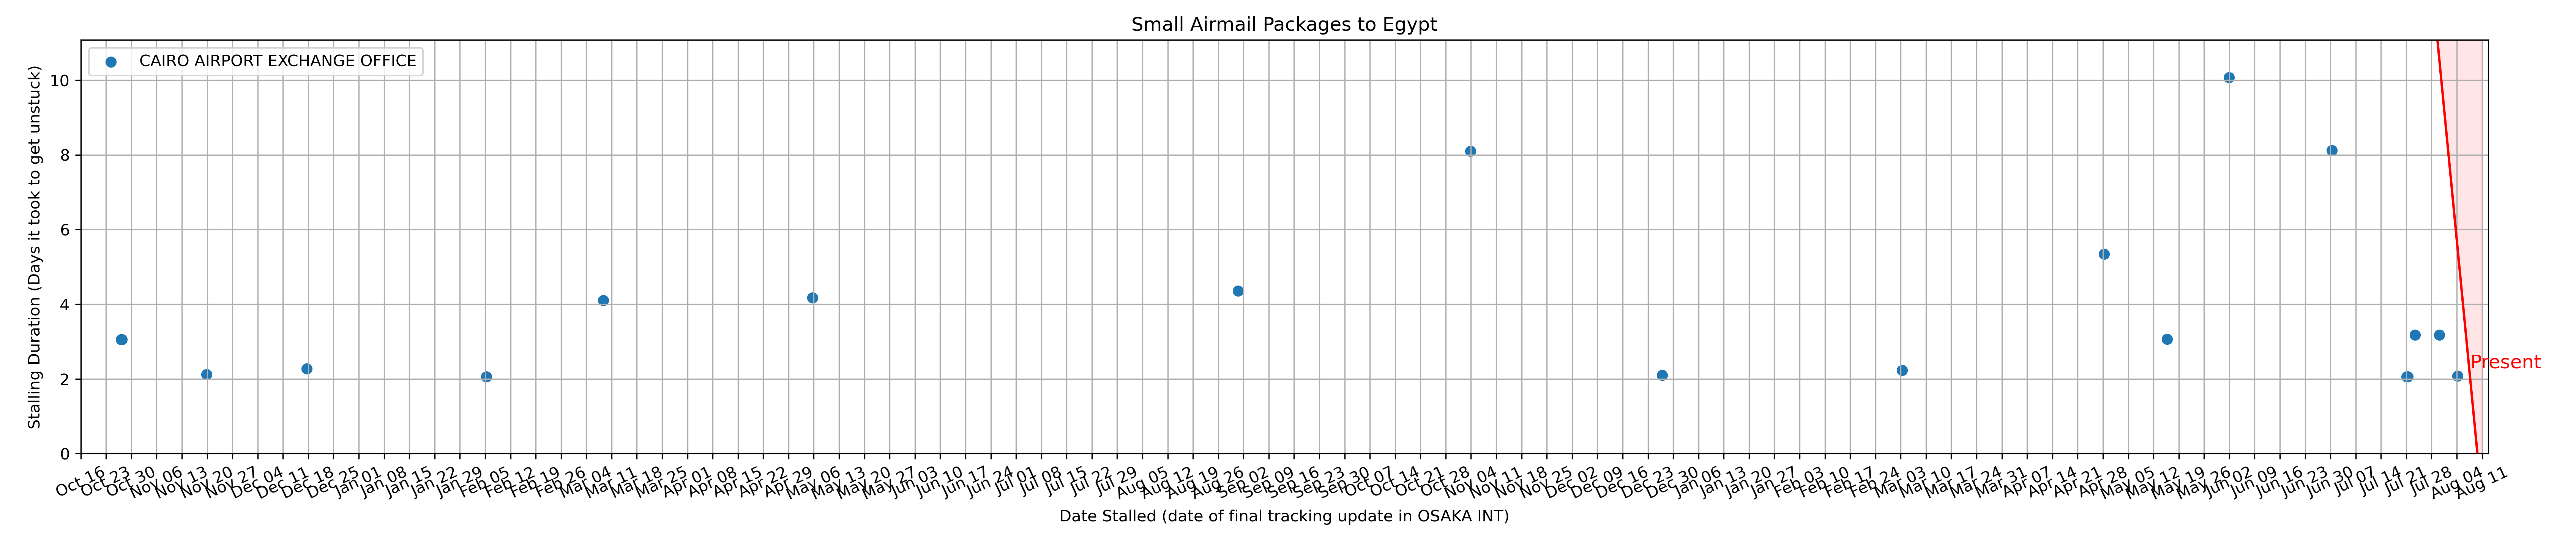 Small Airmail Packages to Egypt
CAIRO AIRPORT EXCHANGE OFFICE
Stalling Duration (Days it took to get unstuck)
10
8
6
4
2
0
Present
Oct 16 Oct 23 Oct 30 Nov 06 Nov 13 Nov 20 Nov 27 Dec 04 Dec 11 Dec 18 Dec 25 Jan 01 Jan 08 Jan 15 Jan 22 Jan 29 Feb 05 Feb 12 Feb 19 Feb 26 Mar 04 Mar 11 Mar 18 Mar 25 Apr 01 Apr 08 Apr 15 Apr 22 Apr 29 May 06 May 13 May 20 May 27 Jun 03 Jun 10 Jun 17 Jun 24 Jul 01 Jul 08 Jul 15 Jul 22 Jul 29 Aug 05 Aug 12 Aug 19 Aug 26 Sep 02 Sep 09 Sep 16 Sep 23 Sep 30 Oct 07 Oct 14 Oct 21 Oct 28 Nov 04 Nov 11 Nov 18 Nov 25 Dec 02 Dec 09 Dec 16 Dec 23 Dec 30 Jan 06 Jan 13 Jan 20 Jan 27 Feb 03 Feb 10 Feb 17 Feb 24 Mar 03 Mar 10 Mar 17 Mar 24 Mar 31 Apr 07 Apr 14 Apr 21 Apr 28 May 05 May 12 May 19 May 26 Jun 02 Jun 09 Jun 16 Jun 23 Jun 30 Jul 07 Jul 14 Jul 21 Jul 28 Aug 04 Aug 11
Date Stalled (date of final tracking update in OSAKA INT)